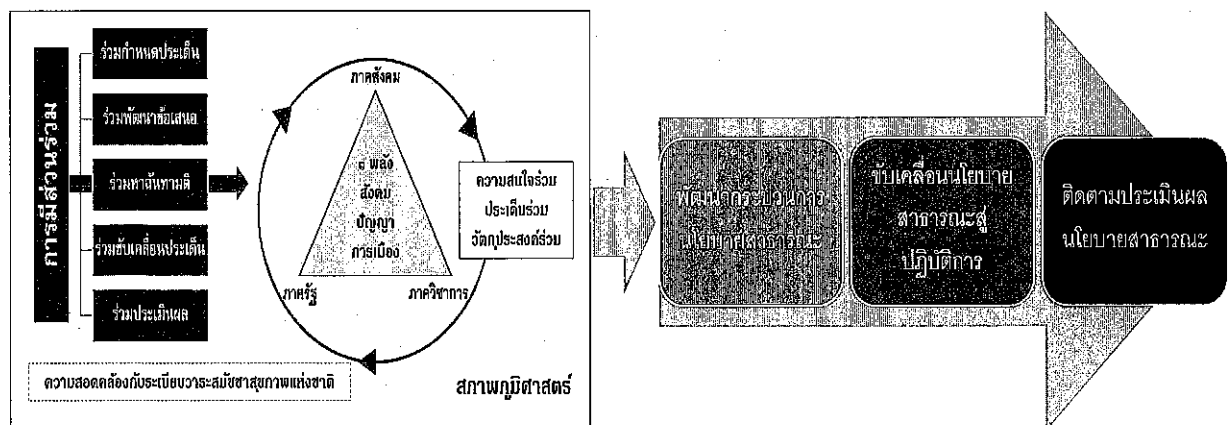 การมีส่วนร่วม
ร่วมกำหนดประเด็น
ร่วมพัฒนาข้อเสนอ
ร่วมหาฉันทามติ
ร่วมขับเคลื่อนประเด็น
ร่วมประเมินผล
ภาคสังคม
๓ พลัง
สังคม
ปัญญา
การเมือง
ภาครัฐ
ภาควิชาการ
ความสนใจร่วม
ประเด็นร่วม
วัตถุประสงค์ร่วม
ความสอดคล้องกับระเบียบวาระสมัชชาสุขภาพแห่งชาติ
สภาพภูมิศาสตร์
พัฒนากระบวนการ
นโยบายสาธารณะ
ขับเคลื่อนนโยบาย
สาธารณะสู่
ปฏิบัติการ
ติดตามประเมินผล
นโยบายสาธารณะ